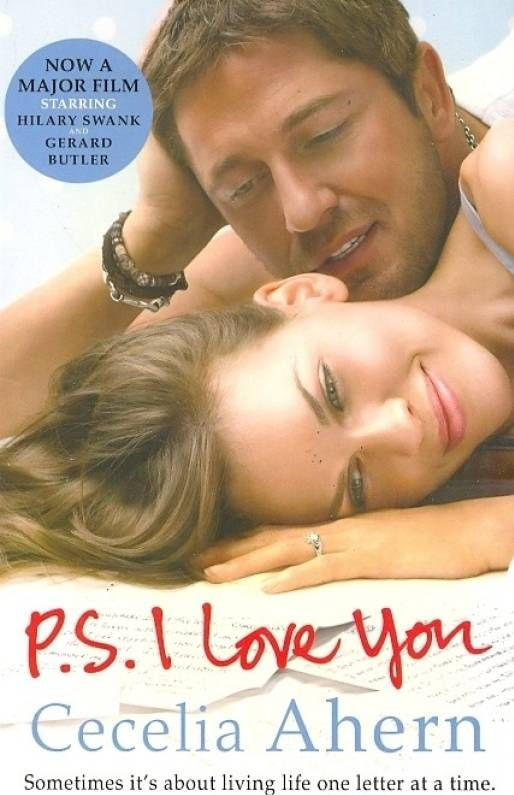 NOW A
MAJOR FILM
STARRING
HILARY SWANK
AND
GERARD
BUTLER
P.S. I Love You
Cecelia Ahern
Sometimes it's about living life one letter at a time.